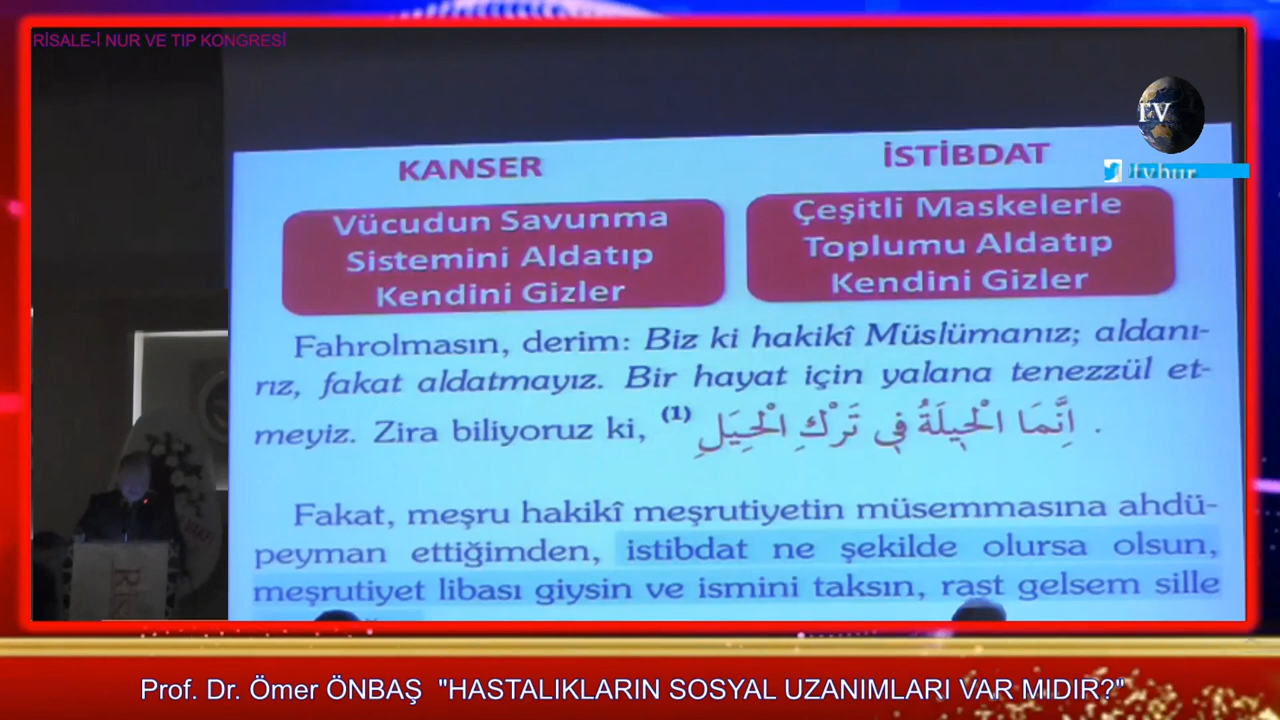 RİSALE-İ NUR VE TIP KONGRESİ
TV
KANSER
İSTİBDAT
Vücudun Savunma
Sistemini Aldatıp
Kendini Gizler
Çeşitli Maskelerle
Toplumu Aldatıp
Kendini Gizler
Fahrolmasın, derim: Biz ki hakikî Müslümanız; aldanı-
rız, fakat aldatmayız. Bir hayat için yalana tenezzül et-
meyiz. Zira biliyoruz ki, (1) إِنَّمَا الْحِيلَةُ فِي تَرْكِ الْحِيَلِ .
Fakat, meşru hakikî meşrutiyetin müsemmasına ahdü-
peyman ettiğimden, istibdat ne şekilde olursa olsun,
meşrutiyet libası giysin ve ismini taksın, rast gelsem sille
Prof. Dr. Ömer ÖNBAŞ "HASTALIKLARIN SOSYAL UZANIMLARI VAR MIDIR?"